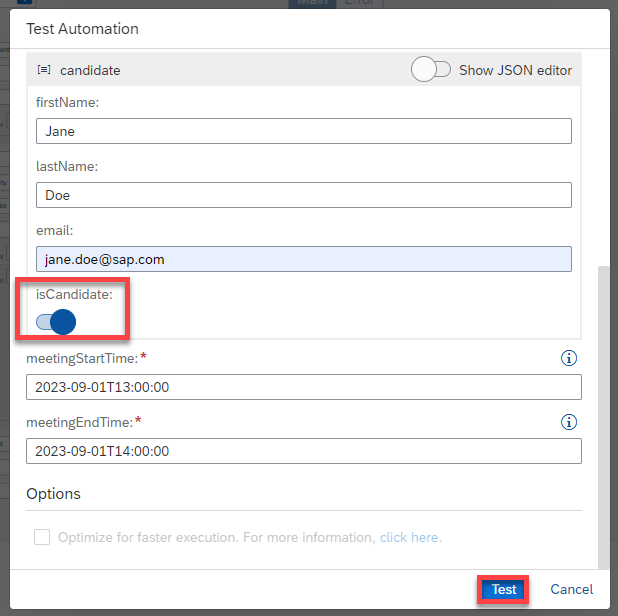 Main Error
Test Automation
candidate Show JSON editor
firstName:
Jane
lastName:
Doe
email:
jane.doe@sap.com
isCandidate:
meetingStartTime:*
2023-09-01T13:00:00
meetingEndTime:*
2023-09-01T14:00:00
Options
Optimize for faster execution. For more information, click here.
Test Cancel